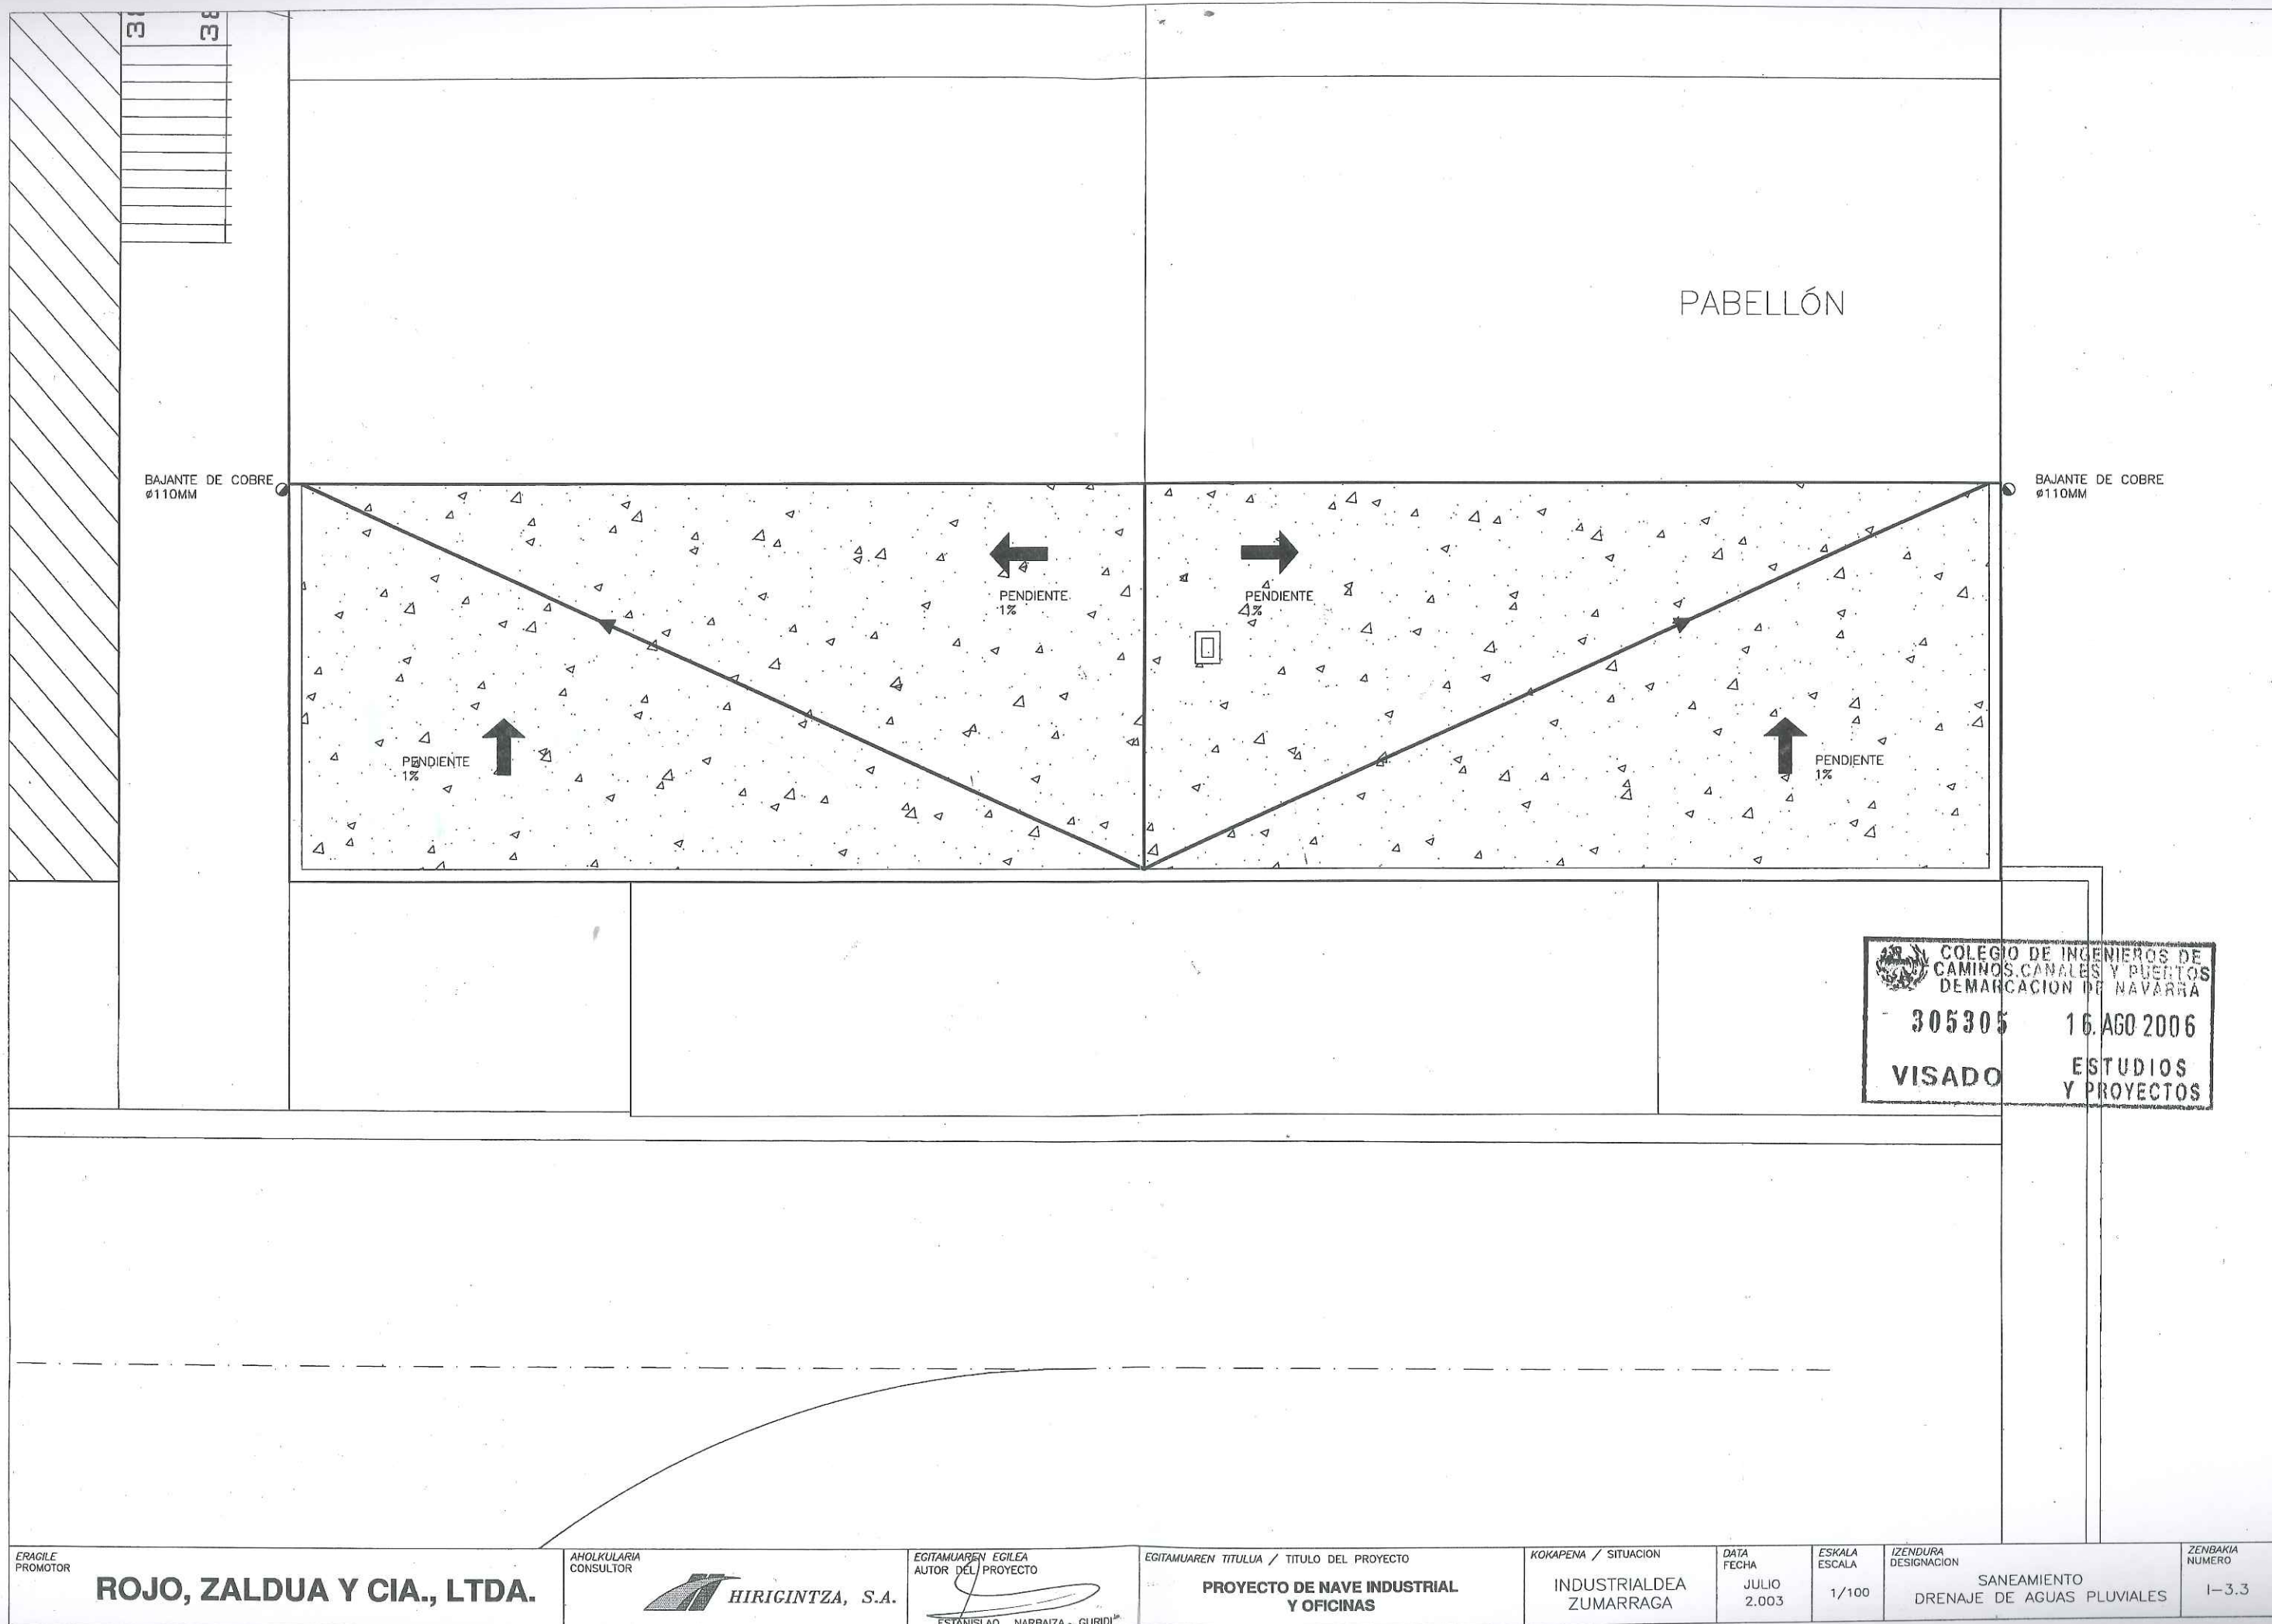 PABELLÓN
BAJANTE DE COBRE
ø110MM
BAJANTE DE COBRE
ø110MM
PENDIENTE
1%
PENDIENTE
1%
PENDIENTE
1%
PENDIENTE
1%
COLEGIO DE INGENIEROS DE
CAMINOS, CANALES Y PUERTOS
DEMARCACION DE NAVARRA
305305 16. AGO 2006
VISADO ESTUDIOS
Y PROYECTOS
ERAGILE
PROMOTOR
ROJO, ZALDUA Y CIA., LTDA.
AHOLKULARIA
CONSULTOR
HIRIGINTZA, S.A.
EGITAMUAREN EGILEA
AUTOR DEL PROYECTO
ESTANISLAO NARBAIZA - GURIDI
EGITAMUAREN TITULUA / TITULO DEL PROYECTO
PROYECTO DE NAVE INDUSTRIAL
Y OFICINAS
KOKAPENA / SITUACION
INDUSTRIALDEA
ZUMARRAGA
DATA
FECHA
JULIO
2.003
ESKALA
ESCALA
1/100
IZENDURA
DESIGNACION
SANEAMIENTO
DRENAJE DE AGUAS PLUVIALES
ZENBAKIA
NUMERO
I-3.3